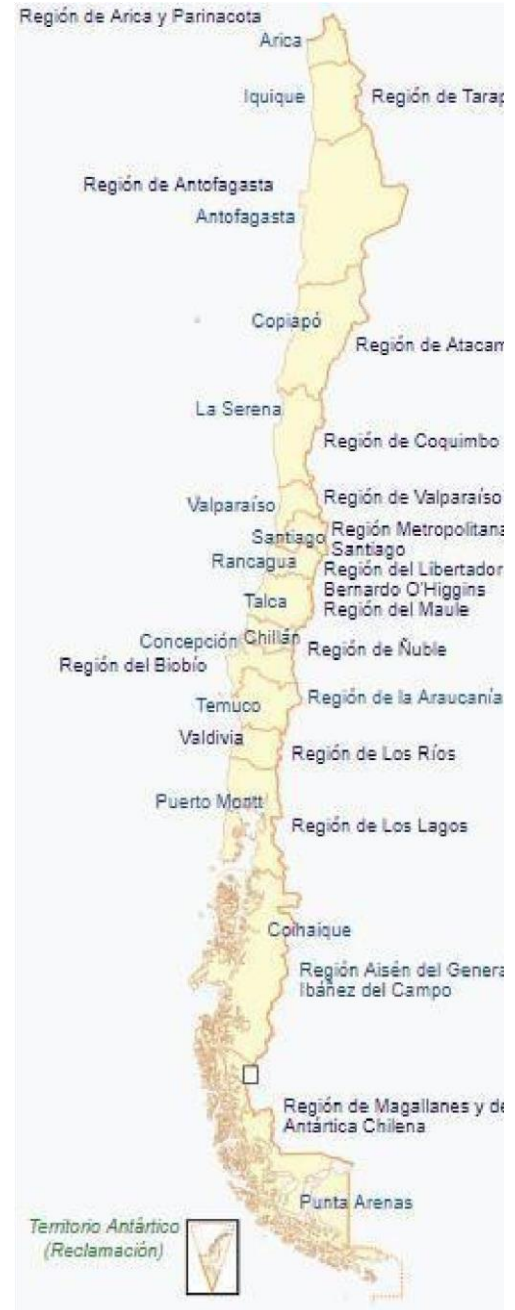 Región de Arica y Parinacota
Arica
Iquique
Región de Tarap
Región de Antofagasta
Antofagasta
Copiapó
Región de Atacam
La Serena
Región de Coquimbo
Región de Valparaíso
Valparaíso
Región Metropolitana
Santiago
Santiago
Rancagua
Región del Libertador
Bernardo O'Higgins
Talca
Región del Maule
Concepción
Chillán
Región de Ñuble
Región del Biobío
Región de la Araucanía
Temuco
Valdivia
Región de Los Ríos
Puerto Montt
Región de Los Lagos
Coihaique
Región Aisén del Genera
Ibáñez del Campo
Región de Magallanes y de
Antártica Chilena
Punta Arenas
Territorio Antártico
(Reclamación)